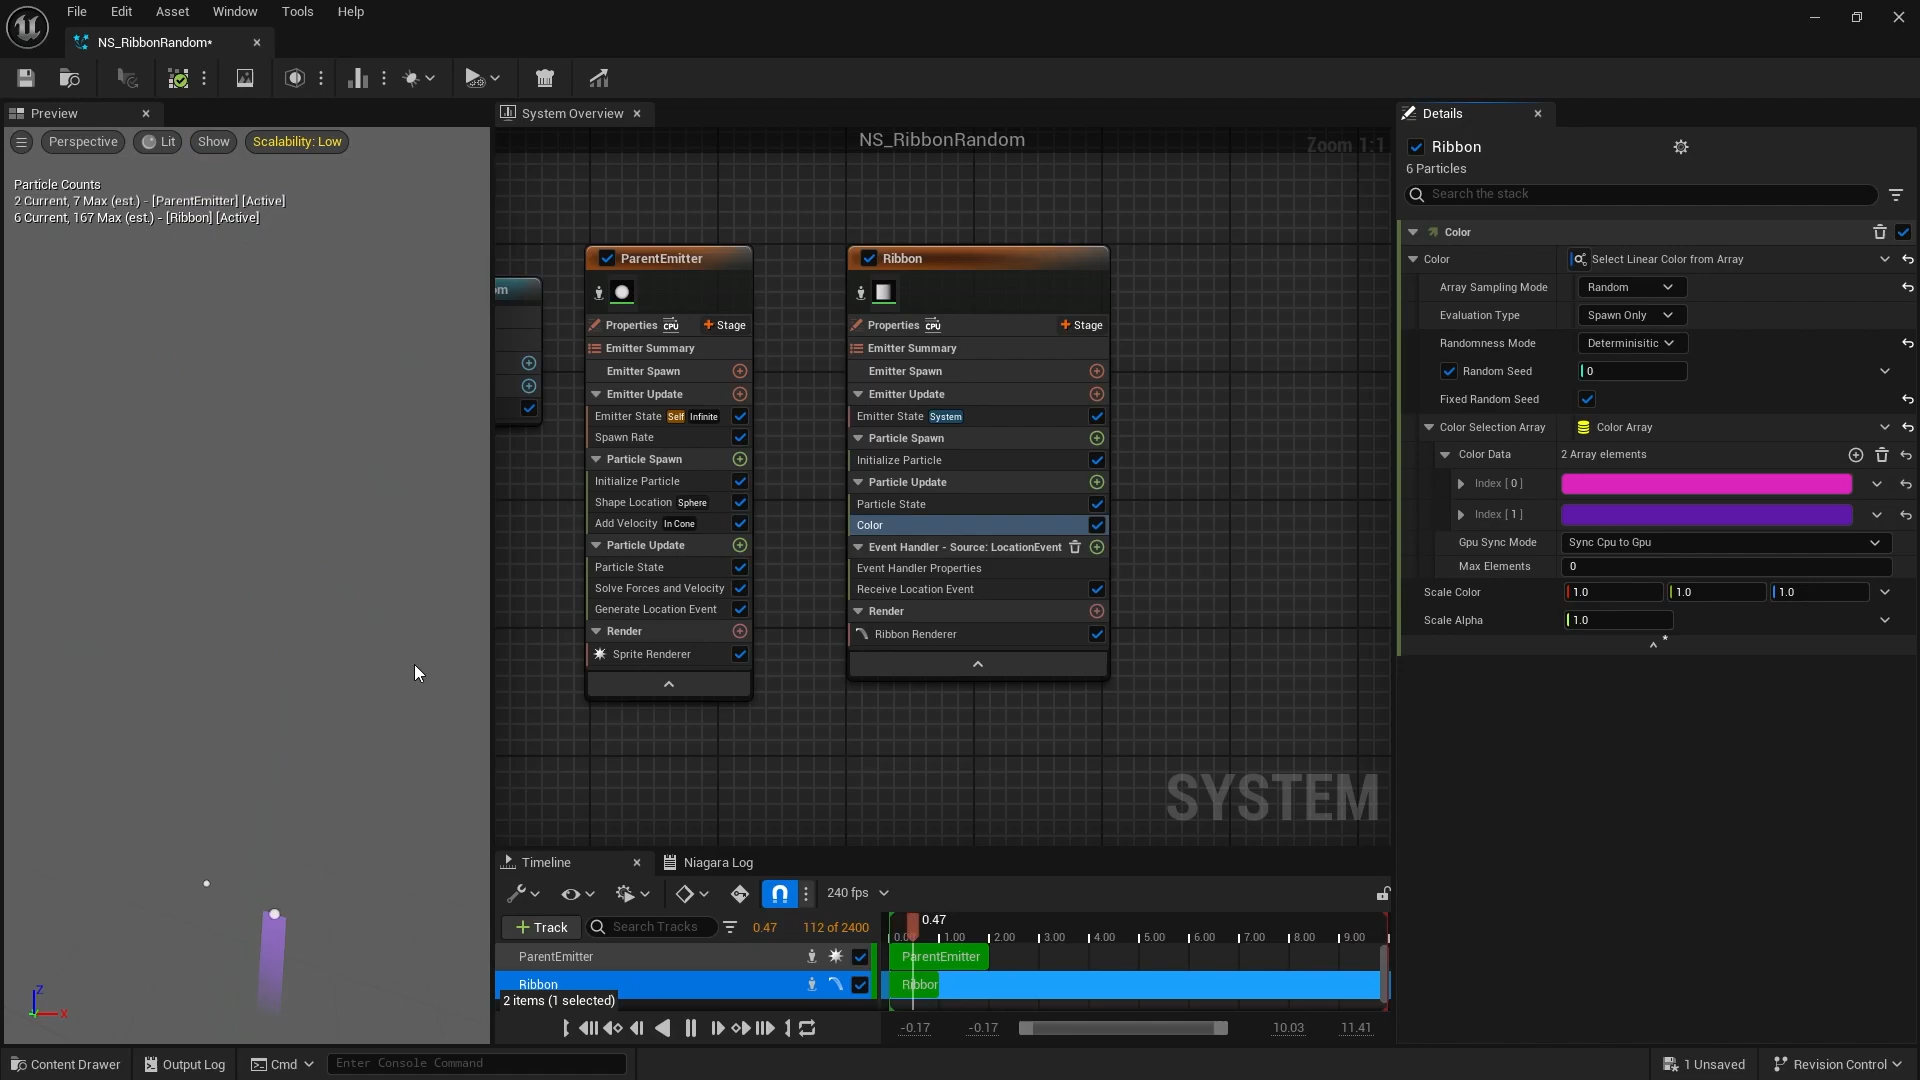 File Edit Asset Window Tools Help
NS_RibbonRandom*
Preview
System Overview
Details
Perspective Lit Show Scalability: Low
NS_RibbonRandom
Zoom 1:1
Particle Counts
2 Current, 7 Max (est.) - [ParentEmitter] [Active]
6 Current, 167 Max (est.) - [Ribbon] [Active]
ParentEmitter
Properties CPU Stage
Emitter Summary
Emitter Spawn
Emitter Update
Emitter State Self Infinite
Spawn Rate
Particle Spawn
Initialize Particle
Shape Location Sphere
Add Velocity In Cone
Particle Update
Particle State
Solve Forces and Velocity
Generate Location Event
Render
Sprite Renderer
Ribbon
Properties CPU Stage
Emitter Summary
Emitter Spawn
Emitter Update
Emitter State System
Particle Spawn
Initialize Particle
Particle Update
Particle State
Color
Event Handler - Source: LocationEvent
Event Handler Properties
Receive Location Event
Render
Ribbon Renderer
SYSTEM
Ribbon
6 Particles
Search the stack
Color
Color Select Linear Color from Array
Array Sampling Mode Random
Evaluation Type Spawn Only
Randomness Mode Determinisitic
Random Seed 0
Fixed Random Seed
Color Selection Array Color Array
Color Data 2 Array elements
Index [ 0 ]
Index [ 1 ]
Gpu Sync Mode Sync Cpu to Gpu
Max Elements 0
Scale Color 1.0 1.0 1.0
Scale Alpha 1.0
Timeline
Niagara Log
240 fps
Track Search Tracks 0.47 112 of 2400
0.47
0.00 1.00 2.00 3.00 4.00 5.00 6.00 7.00 8.00 9.00
ParentEmitter ParentEmitter
Ribbon Ribbon
2 items (1 selected)
-0.17 -0.17 10.03 11.41
Z
X
Content Drawer Output Log Cmd Enter Console Command 1 Unsaved Revision Control